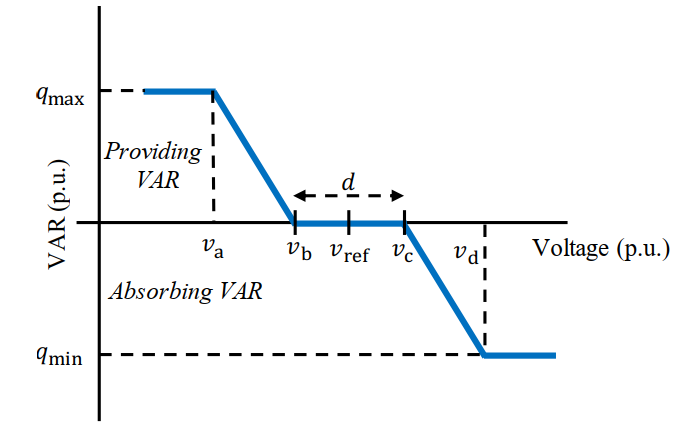 q_max
Providing
VAR
d
VAR (p.u.)
v_a
v_b
v_ref
v_c
v_d
Voltage (p.u.)
Absorbing VAR
q_min